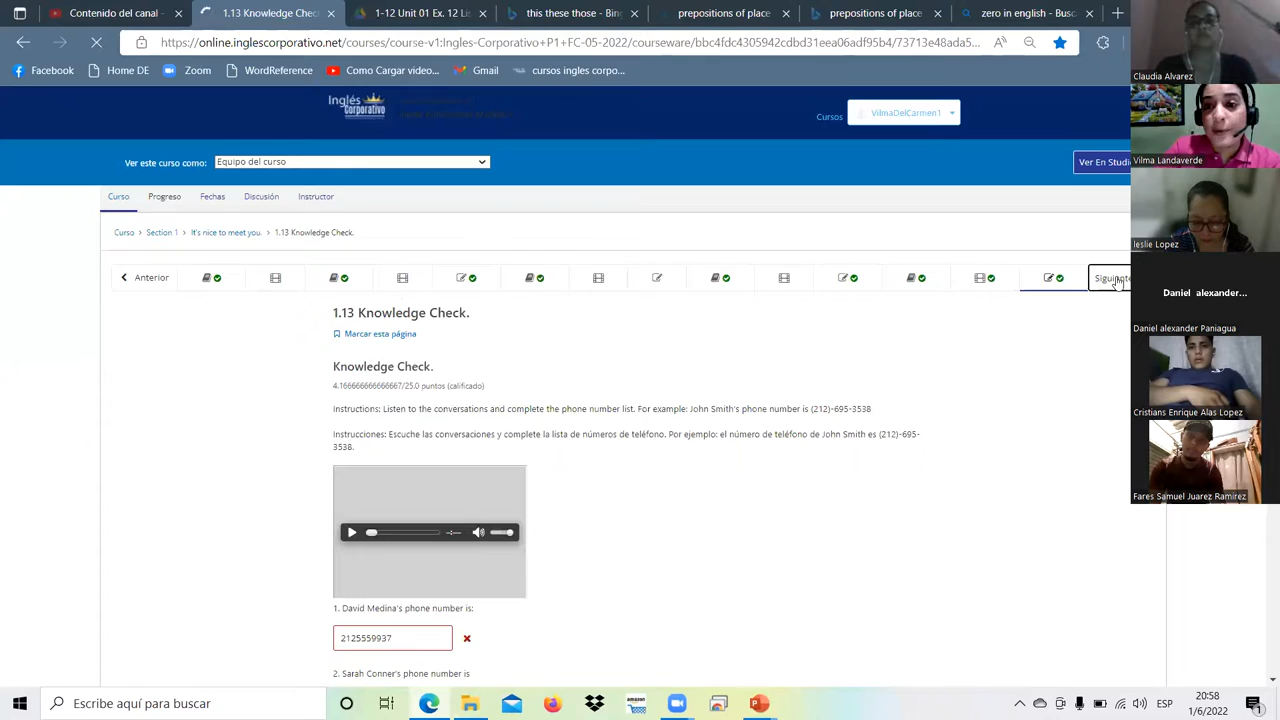 1.13 Knowledge Check. | Inglés C
1-12 Lines on the
this these those - Bing
prepositions of place
prepositions of place
zero in english - Busc
https://online.inglescorporativo.net/courses/course-v1:Ingles-Corporativo+P1+FC-05-2022/courseware/bbc4fdc4305942cdbd31eea06adf95b4/73713e48ada5...
Facebook
Home DE
Zoom
WordReference
Como Cargar video...
Gmail
cursos ingles corpo...
Inglés
Corporativo
Cursos
VilmaDelCarmen1
Ver este curso como:
Equipo del curso
Ver En Studi
Curso
Progreso
Fechas
Discusión
Instructor
Curso > Section 1 > It's nice to meet you. > 1.13 Knowledge Check.
Anterior
Siguiente
1.13 Knowledge Check.
Marcar esta página
Knowledge Check.
4.166666666666667/25.0 puntos (calificado)
Instructions: Listen to the conversations and complete the phone number list. For example: John Smith's phone number is (212)-695-3538
Instrucciones: Escuche las conversaciones y complete la lista de números de teléfono. Por ejemplo: el número de teléfono de John Smith es (212)-695-
3538.
1. David Medina's phone number is:
2125559937
2. Sarah Conner's phone number is
Claudia Alvarez
Vilma Landaverde
leslie Lopez
Daniel alexander...
Daniel alexander Paniagua
Cristians Enrique Alas Lopez
Fares Samuel Juarez Ramirez
Escribe aquí para buscar
amazon
ESP
20:58
1/6/2022
1